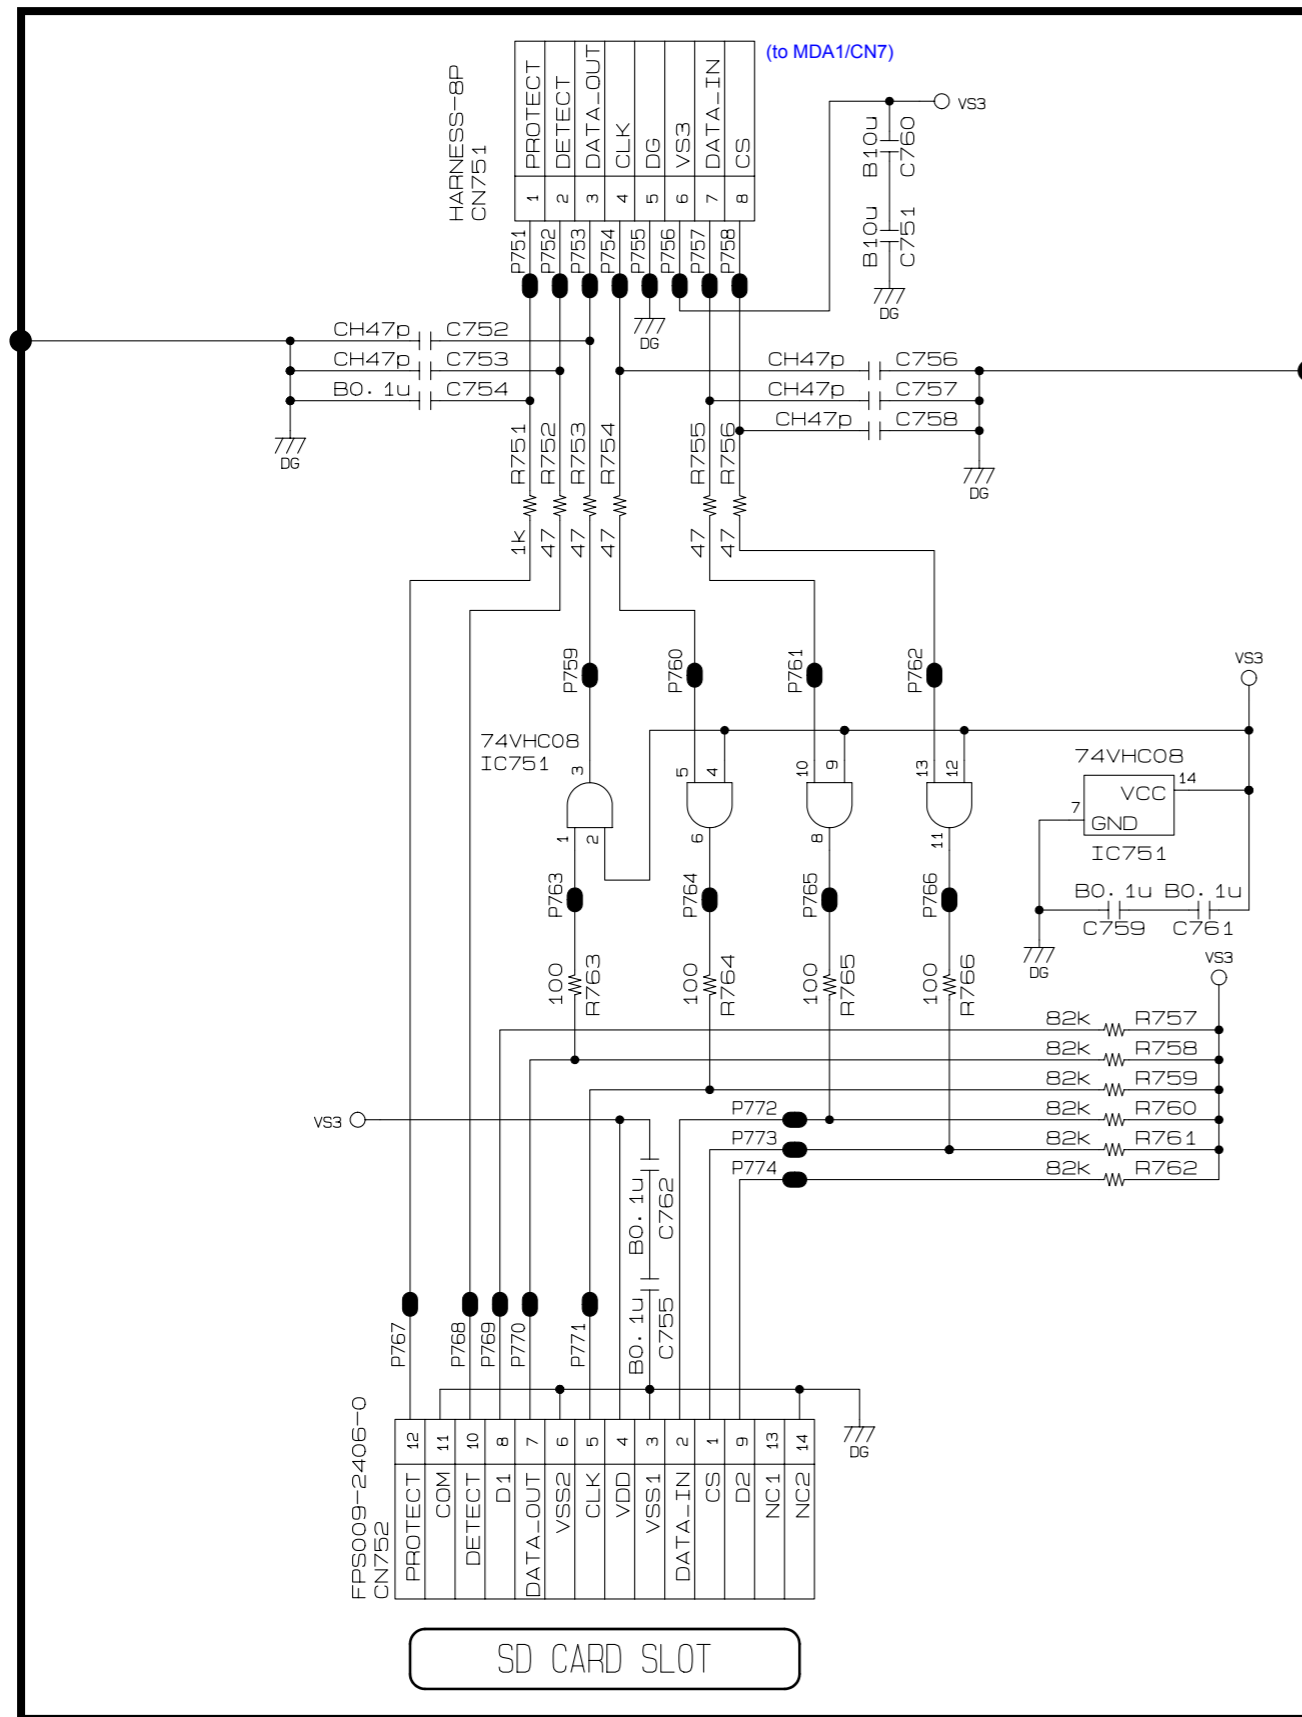 (to MDA1/CN7)
HARNESS-8P
CN751
PROTECT
DETECT
DATA_OUT
CLK
DG
VS3
DATA_IN
CS
1
2
3
4
5
6
7
8
P751
P752
P753
P754
P755
P756
P757
P758
VS3
B10u
C760
B10u
C751
DG
DG
CH47p C752
CH47p C753
B0.1u C754
DG
CH47p C756
CH47p C757
CH47p C758
DG
R751
R752
R753
R754
R755
R756
1k
47
47
47
47
47
P759
P760
P761
P762
VS3
74VHC08
IC751
3
5
4
10
9
13
12
1
2
6
8
11
74VHC08
14
VCC
7
GND
IC751
P763
P764
P765
P766
B0.1u B0.1u
C759 C761
DG
VS3
100
R763
100
R764
100
R765
100
R766
82k R757
82k R758
82k R759
82k R760
82k R761
82k R762
P772
P773
P774
VS3
B0.1u
C762
B0.1u
C755
P767
P768
P769
P770
P771
DG
FPS009-2406-0
CN752
12
11
10
8
7
6
5
4
3
2
1
9
13
14
PROTECT
COM
DETECT
D1
DATA_OUT
VSS2
CLK
VDD
VSS1
DATA_IN
CS
D2
NC1
NC2
SD CARD SLOT